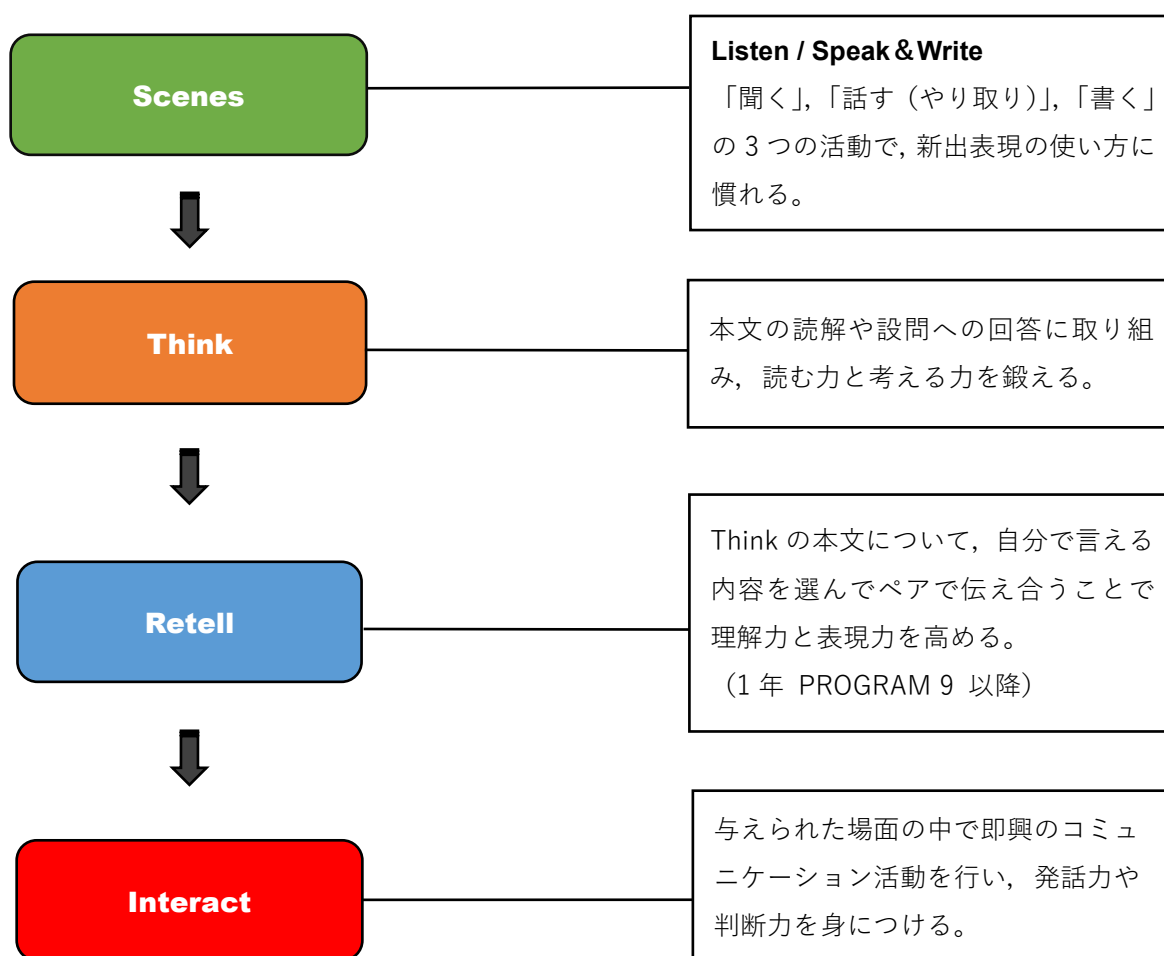 Scenes
Listen / Speak＆Write
「聞く」，「話す（やり取り）」，「書く」
の 3 つの活動で，新出表現の使い方に
慣れる。
Think
本文の読解や設問への回答に取り組
み，読む力と考える力を鍛える。
Retell
Think の本文について，自分で言える
内容を選んでペアで伝え合うことで
理解力と表現力を高める。
（1 年 PROGRAM 9 以降）
Interact
与えられた場面の中で即興のコミュ
ニケーション活動を行い，発話力や
判断力を身につける。